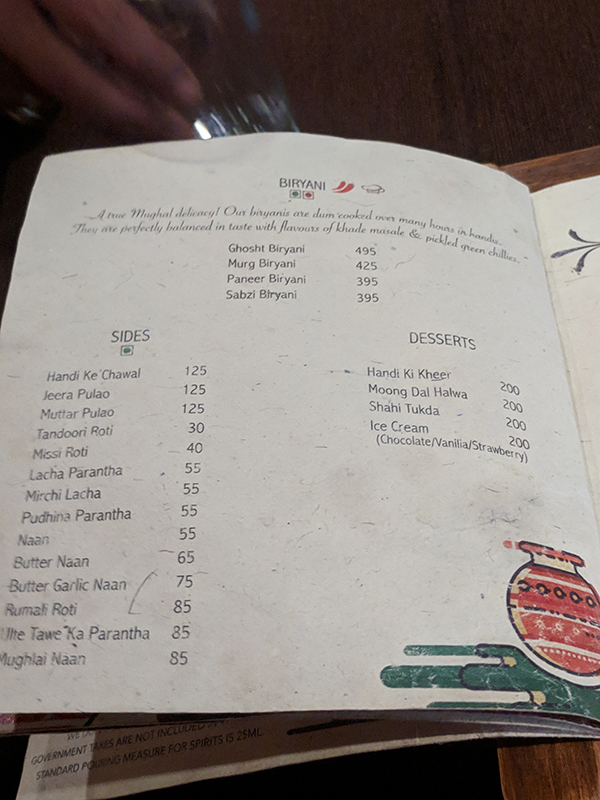 BIRYANI
A true Mughal delicacy! Our biryanis are dum cooked over many hours in handis.
They are perfectly balanced in taste with flavours of khade masale & pickled green chillies.
Ghosht Biryani 495
Murg Biryani 425
Paneer Biryani 395
Sabzi Biryani 395
SIDES
Handi Ke Chawal 125
Jeera Pulao 125
Muttar Pulao 125
Tandoori Roti 30
Missi Roti 40
Lacha Parantha 55
Mirchi Lacha 55
Pudhina Parantha 55
Naan 55
Butter Naan 65
Butter Garlic Naan 75
Rumali Roti 85
Ulte Tawe Ka Parantha 85
Mughlai Naan 85
DESSERTS
Handi Ki Kheer 200
Moong Dal Halwa 200
Shahi Tukda 200
Ice Cream 200
(Chocolate/Vanilla/Strawberry)
GOVERNMENT TAXES ARE NOT INCLUDED
STANDARD POURING MEASURE FOR SPIRITS IS 25ML.